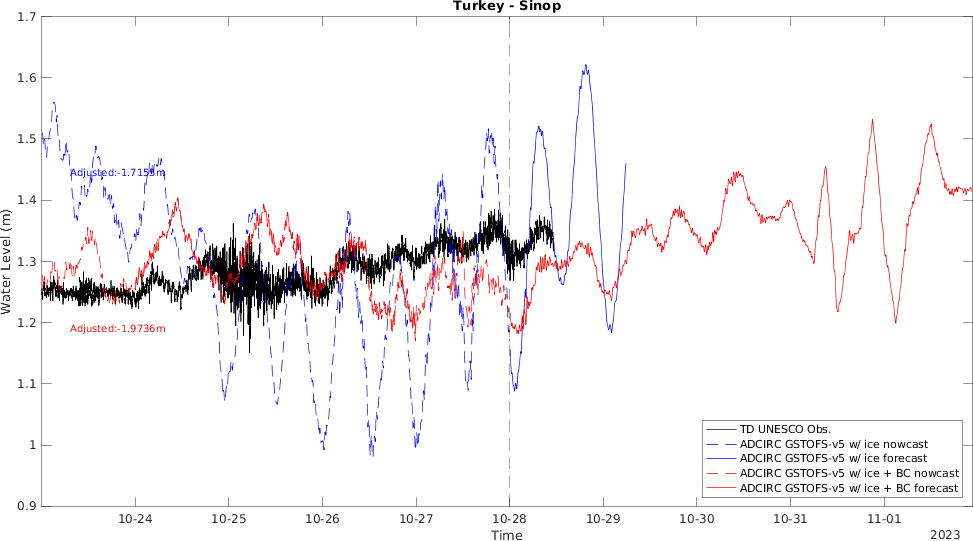 Turkey - Sinop
Water Level (m)
1.7
1.6
1.5
1.4
1.3
1.2
1.1
1
0.9
Adjusted:-1.7155m
Adjusted:-1.9736m
TD UNESCO Obs.
ADCIRC GSTOFS-v5 w/ ice nowcast
ADCIRC GSTOFS-v5 w/ ice forecast
ADCIRC GSTOFS-v5 w/ ice + BC nowcast
ADCIRC GSTOFS-v5 w/ ice + BC forecast
10-24 10-25 10-26 10-27 10-28 10-29 10-30 10-31 11-01
Time
2023